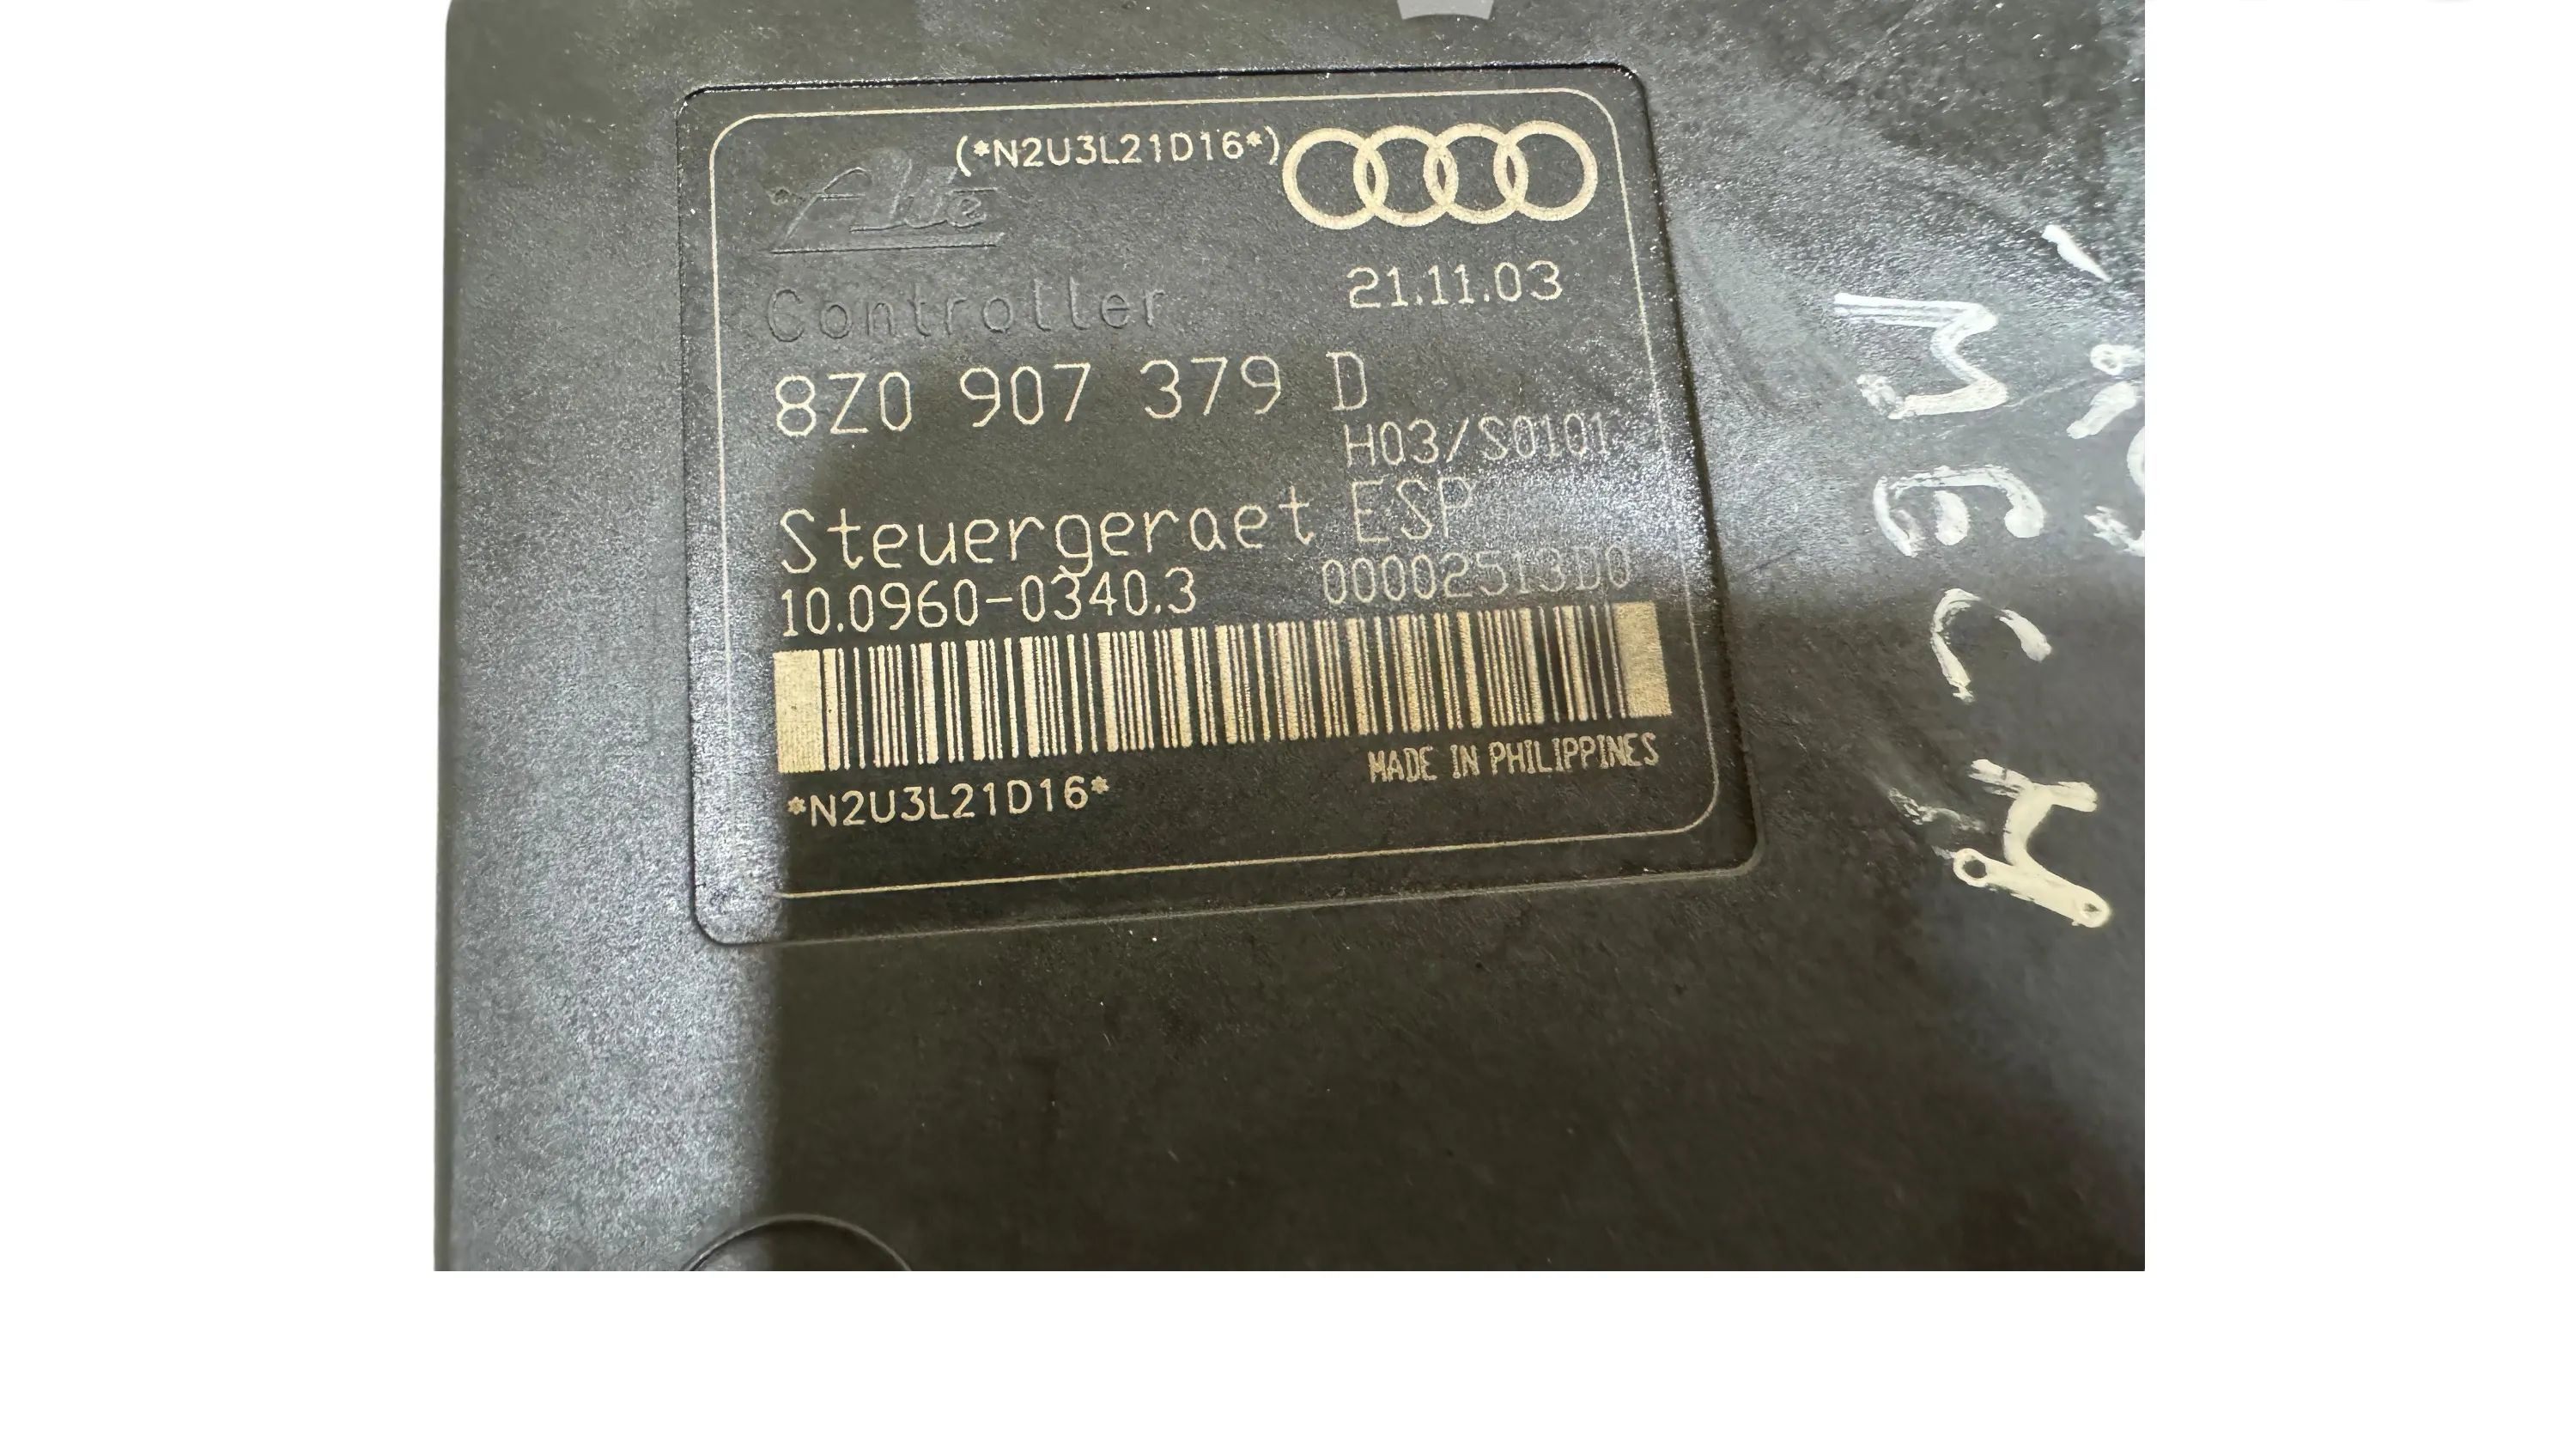 (*N2U3L21D16*)
Ate
Controller
21.11.03
8Z0 907 379 D
H03/S0101
Steuergeraet ESP
10.0960-0340.3 00002513D0
*N2U3L21D16*
MADE IN PHILIPPINES